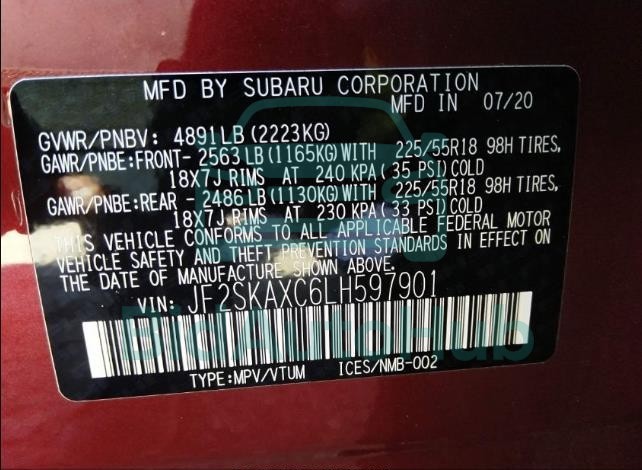 MFD BY SUBARU CORPORATION
MFD IN 07/20
GVWR/PNBV: 4891LB(2223KG)
GAWR/PNBE:FRONT- 2563LB(1165KG)WITH 225/55R18 98H TIRES,
18X7J RIMS AT 240 KPA(35 PSI)COLD
GAWR/PNBE:REAR - 2486LB(1130KG)WITH 225/55R18 98H TIRES,
18X7J RIMS AT 230 KPA(33 PSI)COLD
THIS VEHICLE CONFORMS TO ALL APPLICABLE FEDERAL MOTOR
VEHICLE SAFETY AND THEFT PREVENTION STANDARDS IN EFFECT ON
THE DATE OF MANUFACTURE SHOWN ABOVE.
VIN: JF2SKAXC6LH597901
BidAutoHub
TYPE:MPV/VTUM ICES/NMB-002